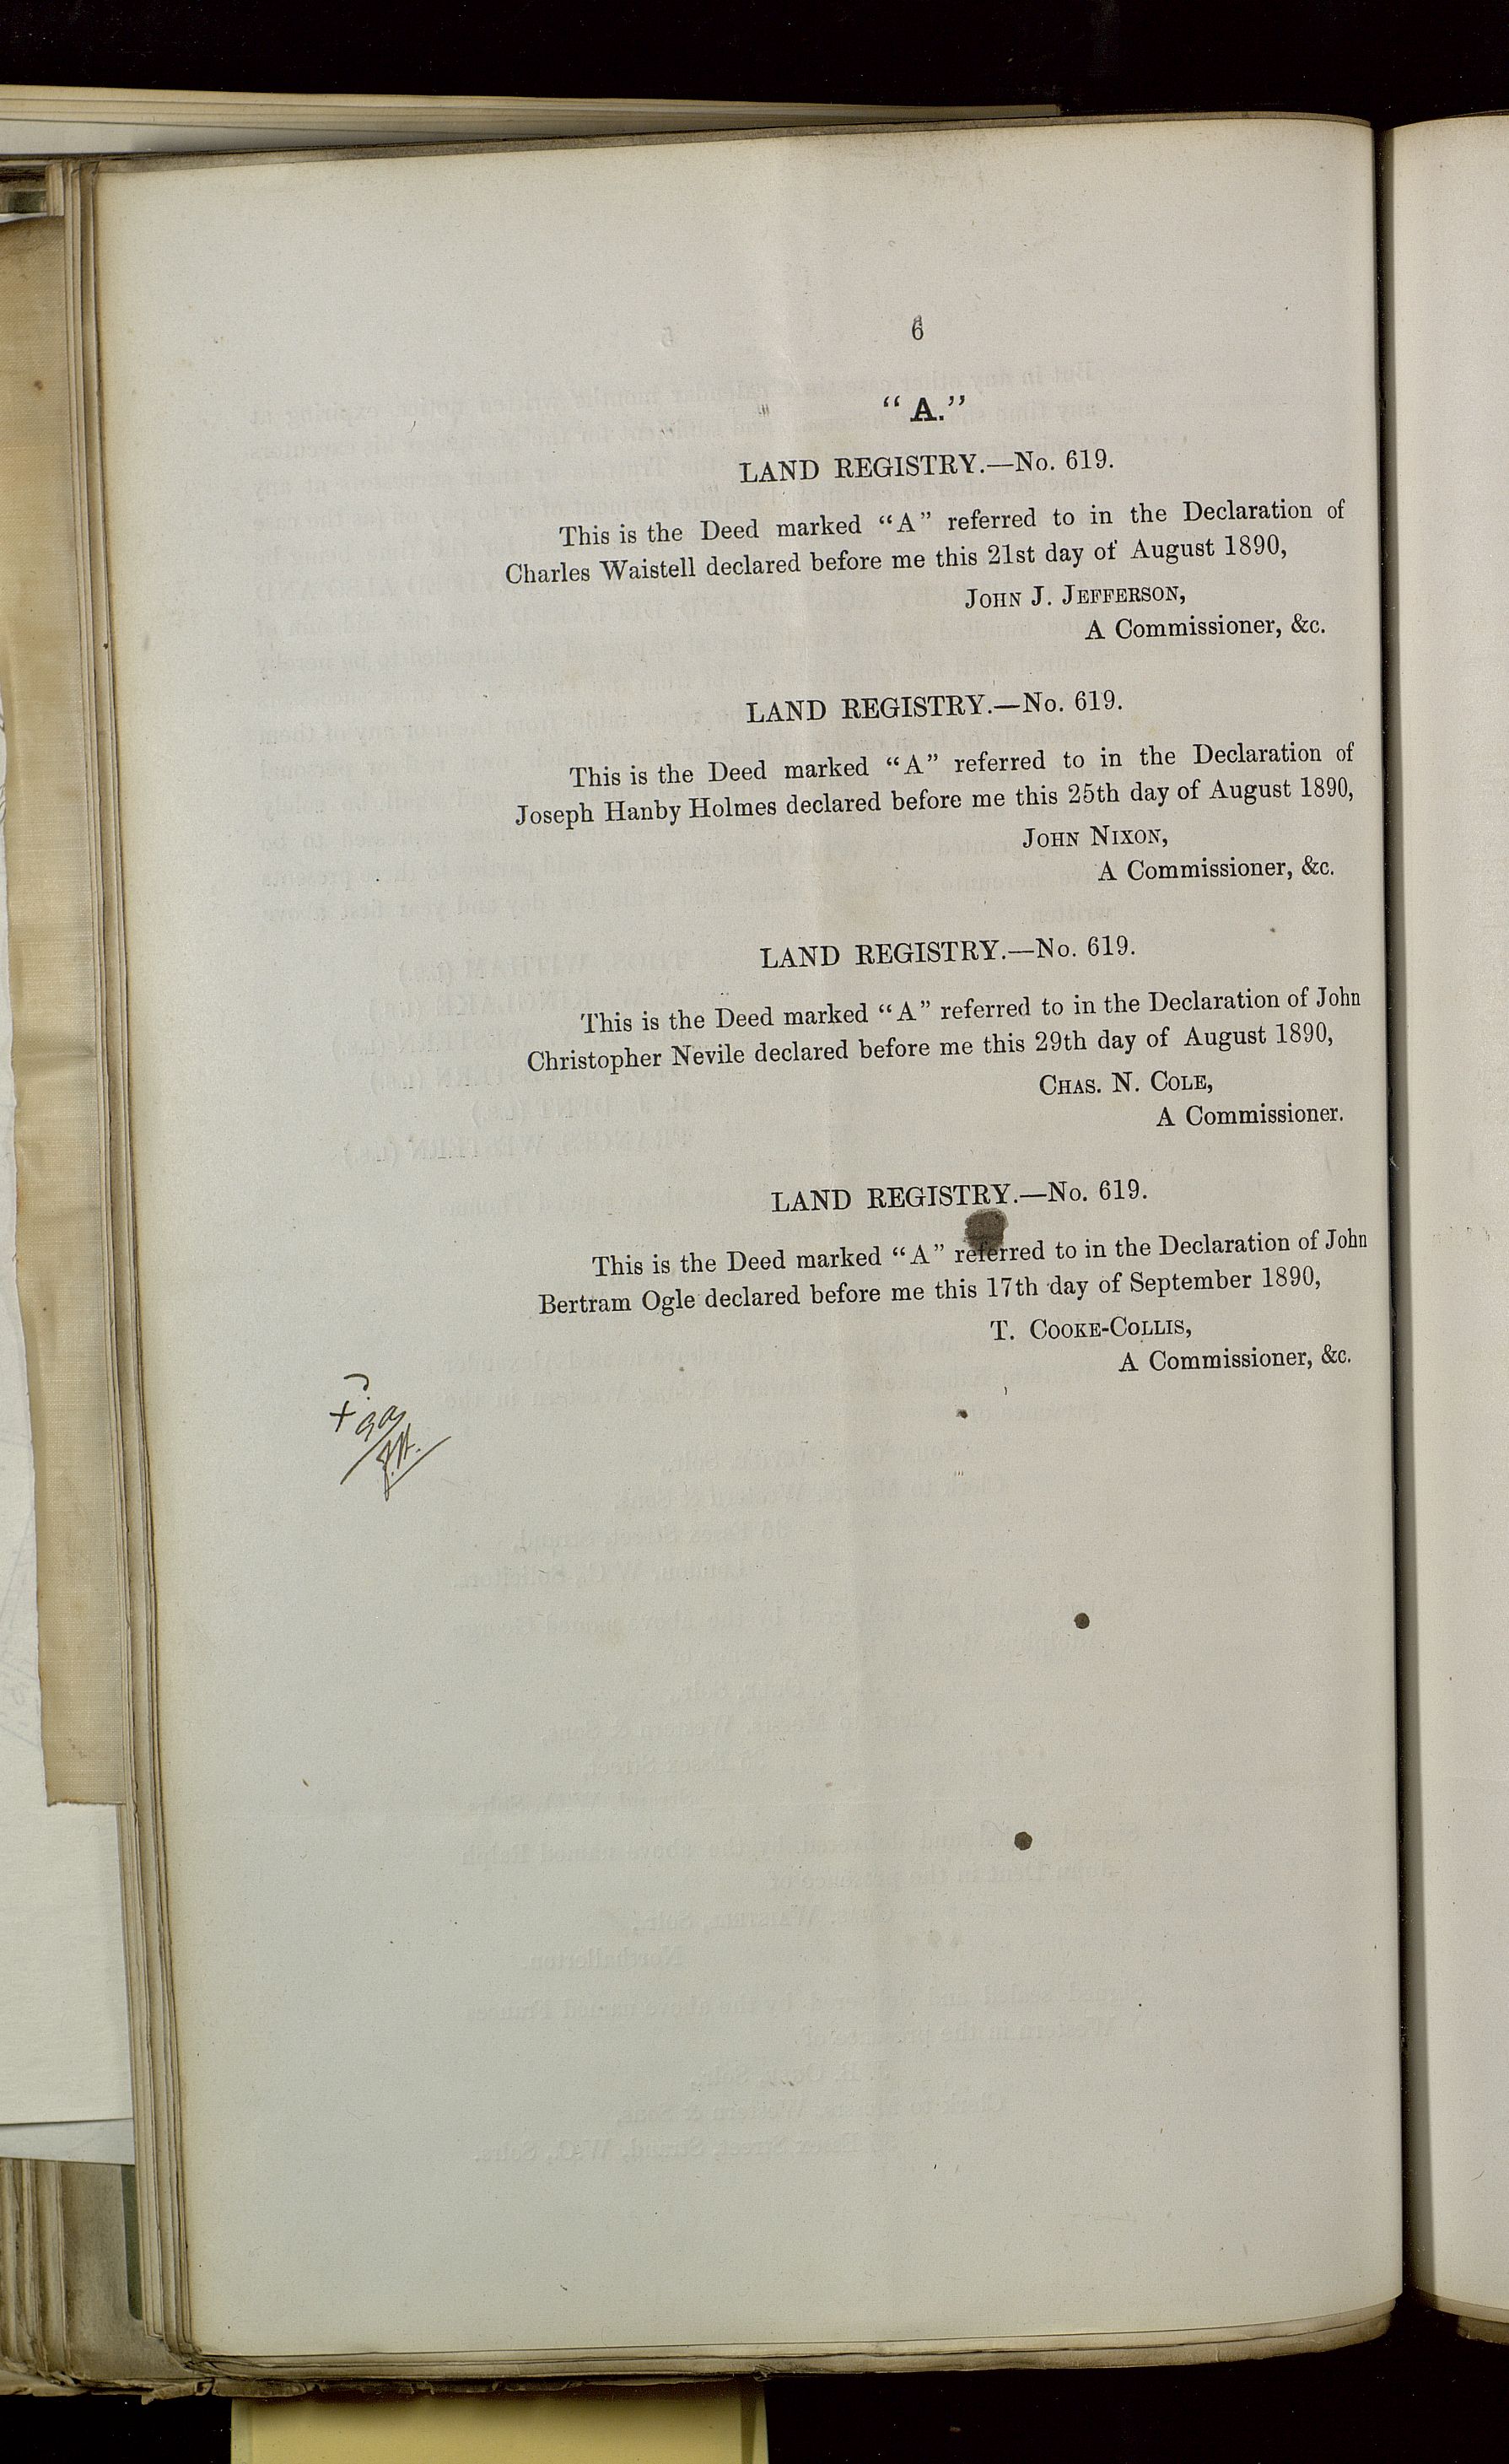 6
“A.”
LAND REGISTRY.—No. 619.
This is the Deed marked “A” referred to in the Declaration of
Charles Waistell declared before me this 21st day of August 1890,
JOHN J. JEFFERSON,
A Commissioner, &c.
LAND REGISTRY.—No. 619.
This is the Deed marked “A” referred to in the Declaration of
Joseph Hanby Holmes declared before me this 25th day of August 1890,
JOHN NIXON,
A Commissioner, &c.
LAND REGISTRY.—No. 619.
This is the Deed marked “A” referred to in the Declaration of John
Christopher Nevile declared before me this 29th day of August 1890,
CHAS. N. COLE,
A Commissioner.
LAND REGISTRY.—No. 619.
This is the Deed marked “A” referred to in the Declaration of John
Bertram Ogle declared before me this 17th day of September 1890,
T. COOKE-COLLIS,
A Commissioner, &c.